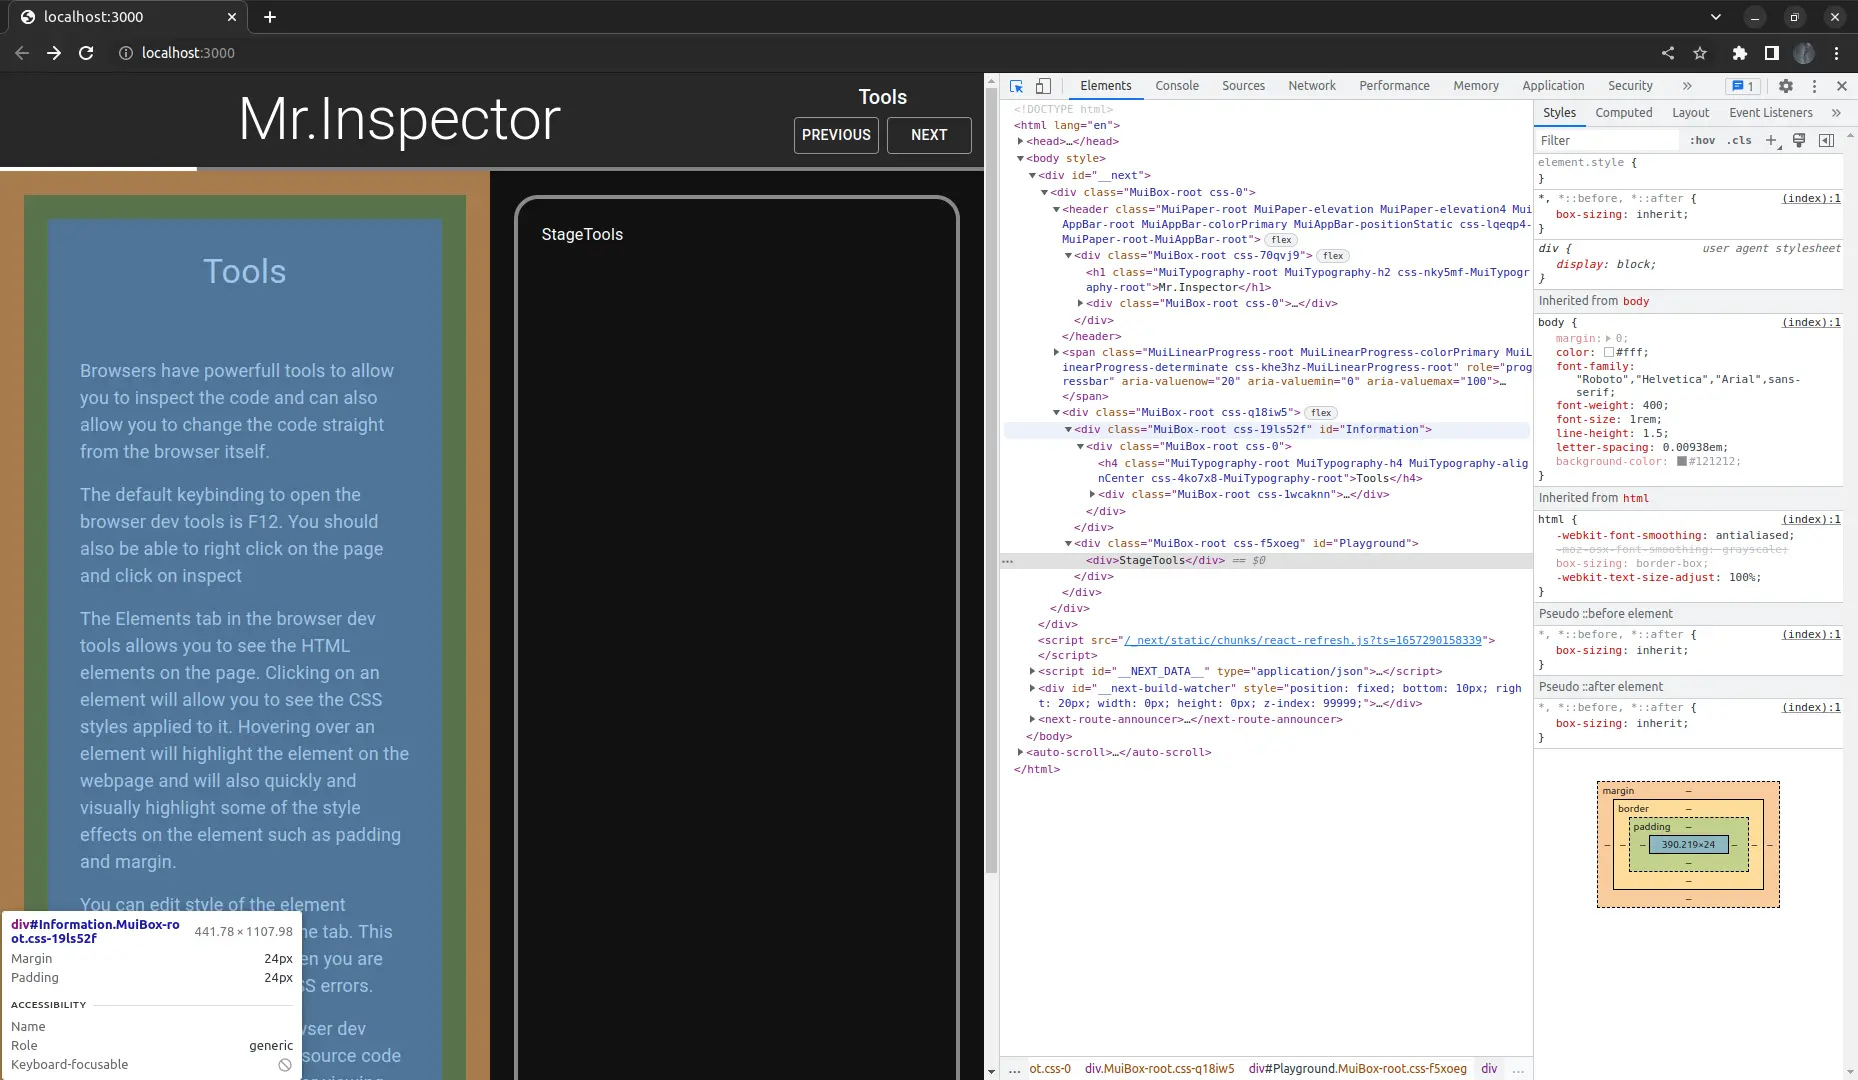 localhost:3000
localhost:3000
Mr.Inspector
Tools
PREVIOUS
NEXT
Tools
Browsers have powerfull tools to allow
you to inspect the code and can also
allow you to change the code straight
from the browser itself.
The default keybinding to open the
browser dev tools is F12. You should
also be able to right click on the page
and click on inspect
The Elements tab in the browser dev
tools allows you to see the HTML
elements on the page. Clicking on an
element will allow you to see the CSS
styles applied to it. Hovering over an
element will highlight the element on the
webpage and will also quickly and
visually highlight some of the style
effects on the element such as padding
and margin.
You can edit style of the element
tab. This
you are
errors.
dev
source code
StageTools
div#Information.MuiBox-ro
ot.css-19ls52f
441.78 × 1107.98
Margin 24px
Padding 24px
ACCESSIBILITY
Name
Role generic
Keyboard-focusable
Elements Console Sources Network Performance Memory Application Security » 1
<!DOCTYPE html>
<html lang="en">
<head>…</head>
<body style>
<div id="__next">
<div class="MuiBox-root css-0">
<header class="MuiPaper-root MuiPaper-elevation MuiPaper-elevation4 Mui
AppBar-root MuiAppBar-colorPrimary MuiAppBar-positionStatic css-lqeqp4-
MuiPaper-root-MuiAppBar-root"> flex
<div class="MuiBox-root css-70qvj9"> flex
<h1 class="MuiTypography-root MuiTypography-h2 css-nky5mf-MuiTypogr
aphy-root">Mr.Inspector</h1>
<div class="MuiBox-root css-0">…</div>
</div>
</header>
<span class="MuiLinearProgress-root MuiLinearProgress-colorPrimary MuiL
inearProgress-determinate css-khe3hz-MuiLinearProgress-root" role="prog
ressbar" aria-valuenow="20" aria-valuemin="0" aria-valuemax="100">…
</span>
<div class="MuiBox-root css-q18iw5"> flex
<div class="MuiBox-root css-19ls52f" id="Information">
<div class="MuiBox-root css-0">
<h4 class="MuiTypography-root MuiTypography-h4 MuiTypography-alig
nCenter css-4ko7x8-MuiTypography-root">Tools</h4>
<div class="MuiBox-root css-1wcaknn">…</div>
</div>
</div>
<div class="MuiBox-root css-f5xoeg" id="Playground">
… <div>StageTools</div> == $0
</div>
</div>
</div>
</div>
<script src="/_next/static/chunks/react-refresh.js?ts=1657290158339">
</script>
<script id="__NEXT_DATA__" type="application/json">…</script>
<div id="__next-build-watcher" style="position: fixed; bottom: 10px; righ
t: 20px; width: 0px; height: 0px; z-index: 99999;">…</div>
<next-route-announcer>…</next-route-announcer>
</body>
<auto-scroll>…</auto-scroll>
</html>
... ot.css-0 div.MuiBox-root.css-q18iw5 div#Playground.MuiBox-root.css-f5xoeg div ...
Styles Computed Layout Event Listeners »
Filter :hov .cls +
element.style {
}
*, *::before, *::after { (index):1
box-sizing: inherit;
}
div { user agent stylesheet
display: block;
}
Inherited from body
body { (index):1
margin: 0;
color: #fff;
font-family:
"Roboto","Helvetica","Arial",sans-
serif;
font-weight: 400;
font-size: 1rem;
line-height: 1.5;
letter-spacing: 0.00938em;
background-color: #121212;
}
Inherited from html
html { (index):1
-webkit-font-smoothing: antialiased;
-moz-osx-font-smoothing: grayscale;
box-sizing: border-box;
-webkit-text-size-adjust: 100%;
}
Pseudo ::before element
*, *::before, *::after { (index):1
box-sizing: inherit;
}
Pseudo ::after element
*, *::before, *::after { (index):1
box-sizing: inherit;
}
margin –
border –
padding –
– – – 390.219×24 – – –
–
–
–